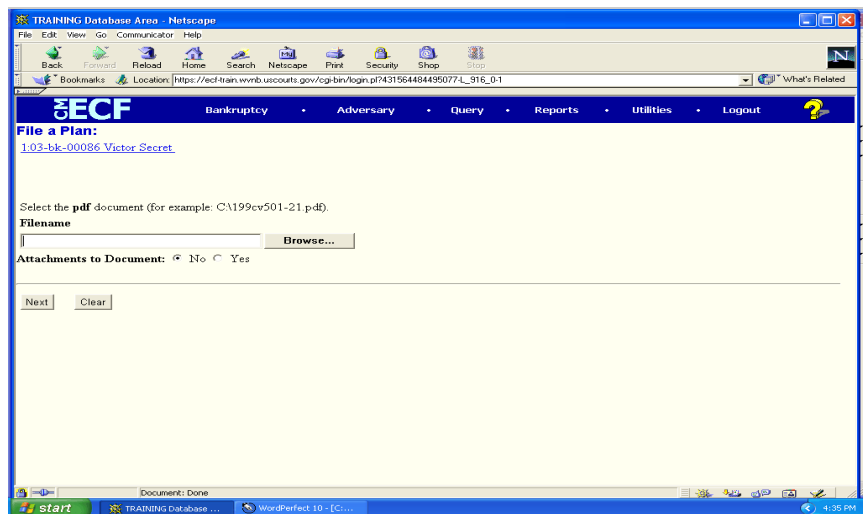 TRAINING Database Area - Netscape
File Edit View Go Communicator Help
Back Forward Reload Home Search Netscape Print Security Shop Stop
Bookmarks Location: https://ecf-train.wvnb.uscourts.gov/cgi-bin/login.pl?431564484495077-L_916_0-1 What's Related
CM ECF Bankruptcy • Adversary • Query • Reports • Utilities • Logout ?
File a Plan:
1:03-bk-00086 Victor Secret
Select the pdf document (for example: C:\199cv501-21.pdf).
Filename
Browse...
Attachments to Document: No Yes
Next Clear
Document: Done
start TRAINING Database ... WordPerfect 10 - [C:... 4:35 PM